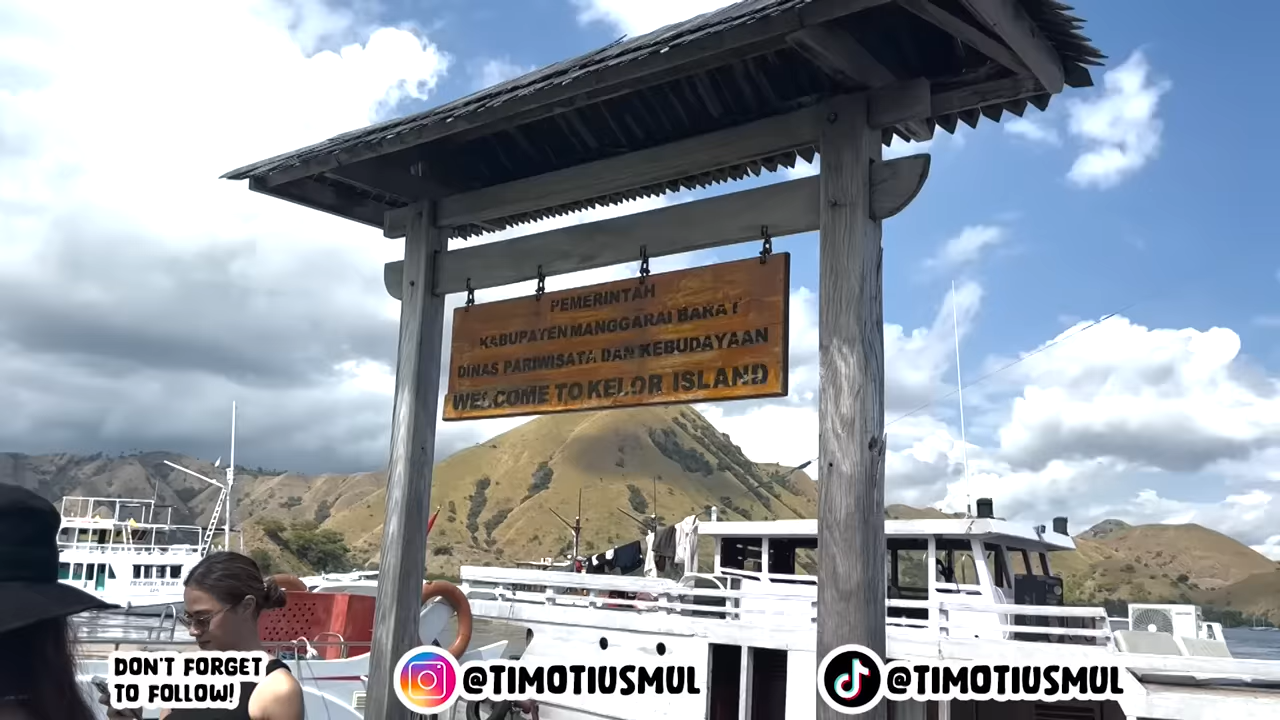 PEMERINTAH
KABUPATEN MANGGARAI BARAT
DINAS PARIWISATA DAN KEBUDAYAAN
WELCOME TO KELOR ISLAND
DON'T FORGET
TO FOLLOW!
@TIMOTIUSMUL
@TIMOTIUSMUL